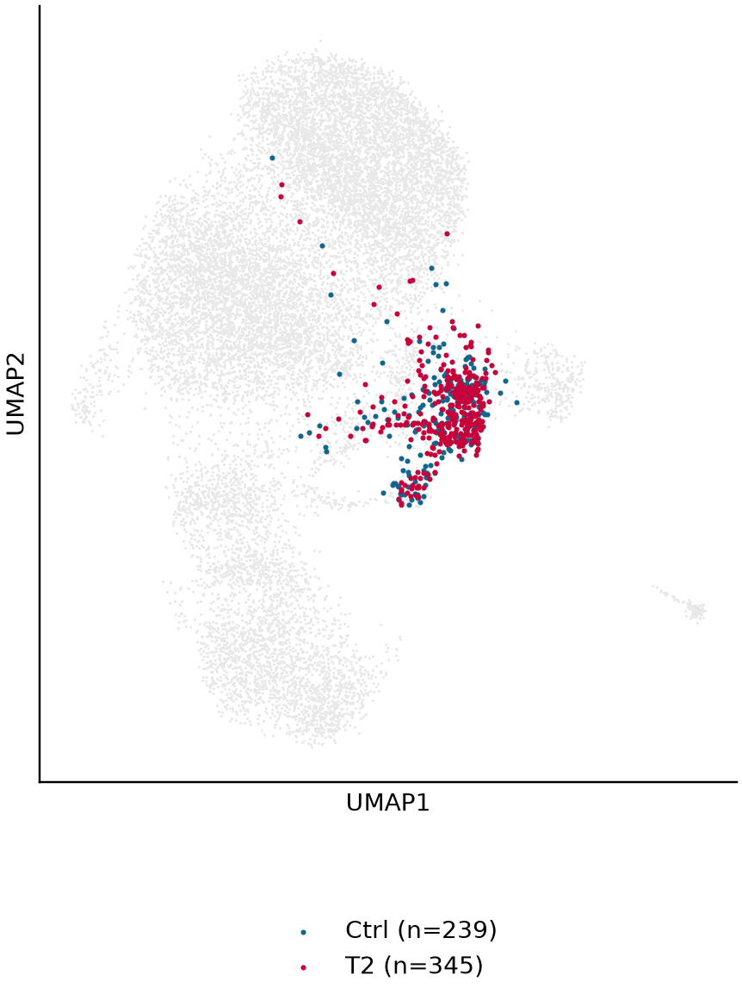 UMAP2
UMAP1
Ctrl (n=239)
T2 (n=345)